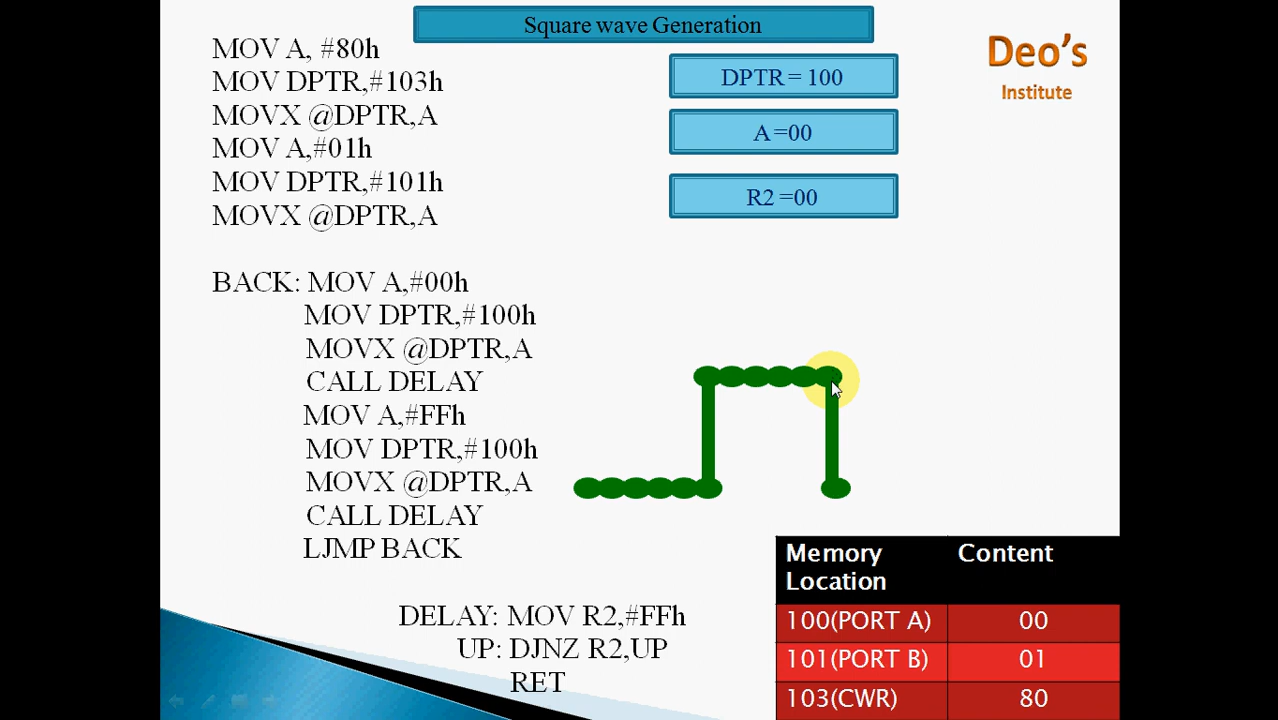 Square wave Generation
MOV A, #80h
MOV DPTR,#103h
MOVX @DPTR,A
MOV A,#01h
MOV DPTR,#101h
MOVX @DPTR,A
BACK: MOV A,#00h
MOV DPTR,#100h
MOVX @DPTR,A
CALL DELAY
MOV A,#FFh
MOV DPTR,#100h
MOVX @DPTR,A
CALL DELAY
LJMP BACK
DELAY: MOV R2,#FFh
UP: DJNZ R2,UP
RET
DPTR = 100
A =00
R2 =00
Deo's
Institute
Memory Location Content
100(PORT A) 00
101(PORT B) 01
103(CWR) 80